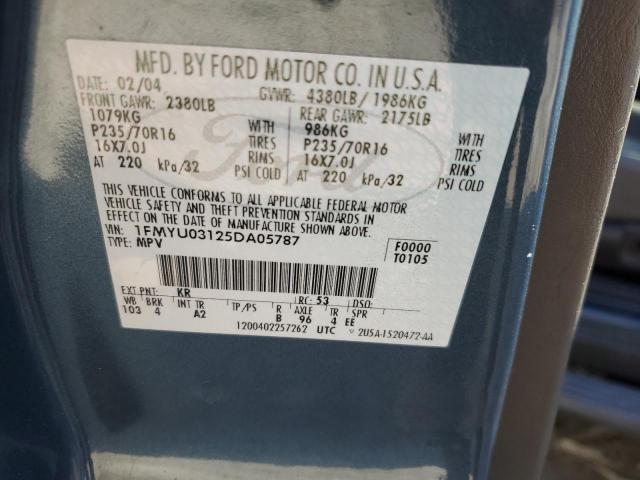 MFD. BY FORD MOTOR CO. IN U.S.A.
DATE: 02/04 GVWR: 4380LB/1986KG
FRONT GAWR: 2380LB REAR GAWR: 2175LB
1079KG WITH 986KG WITH
P235/70R16 TIRES P235/70R16 TIRES
16X7.0J RIMS 16X7.0J RIMS
AT 220 kPa/32 PSI COLD AT 220 kPa/32 PSI COLD
THIS VEHICLE CONFORMS TO ALL APPLICABLE FEDERAL MOTOR
VEHICLE SAFETY AND THEFT PREVENTION STANDARDS IN
EFFECT ON THE DATE OF MANUFACTURE SHOWN ABOVE.
VIN: 1FMYU03125DA05787 F0000
TYPE: MPV T0105
EXT PNT: KR RC: 53 DSO:
WB BRK INT TR TP/PS R AXLE TR SPR
103 4 A2 B 96 4 EE
1200402257262 UTC 2USA-1520472-AA
Ford